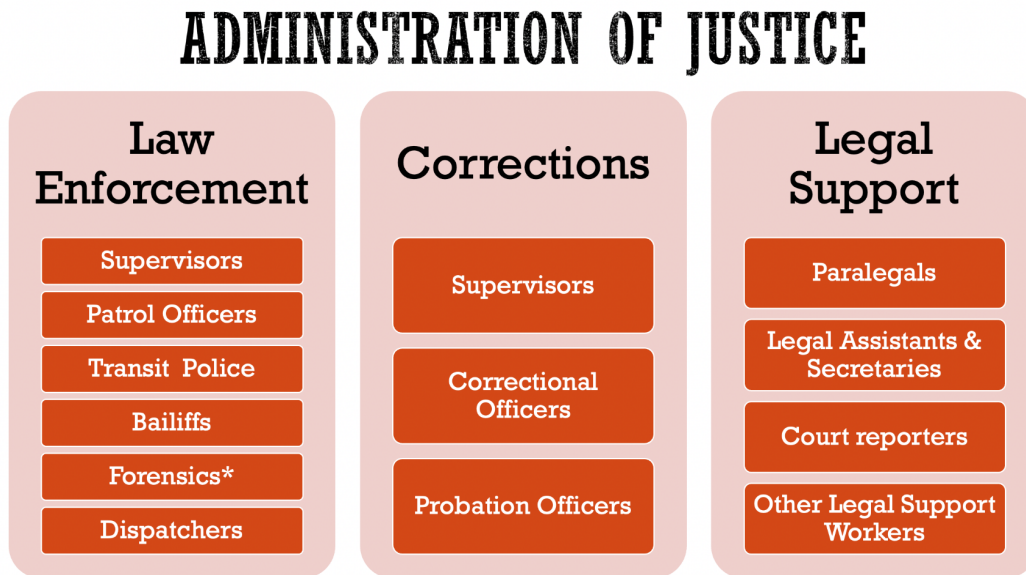 ADMINISTRATION OF JUSTICE
Law
Enforcement
Supervisors
Patrol Officers
Transit Police
Bailiffs
Forensics*
Dispatchers
Corrections
Supervisors
Correctional
Officers
Probation Officers
Legal
Support
Paralegals
Legal Assistants &
Secretaries
Court reporters
Other Legal Support
Workers